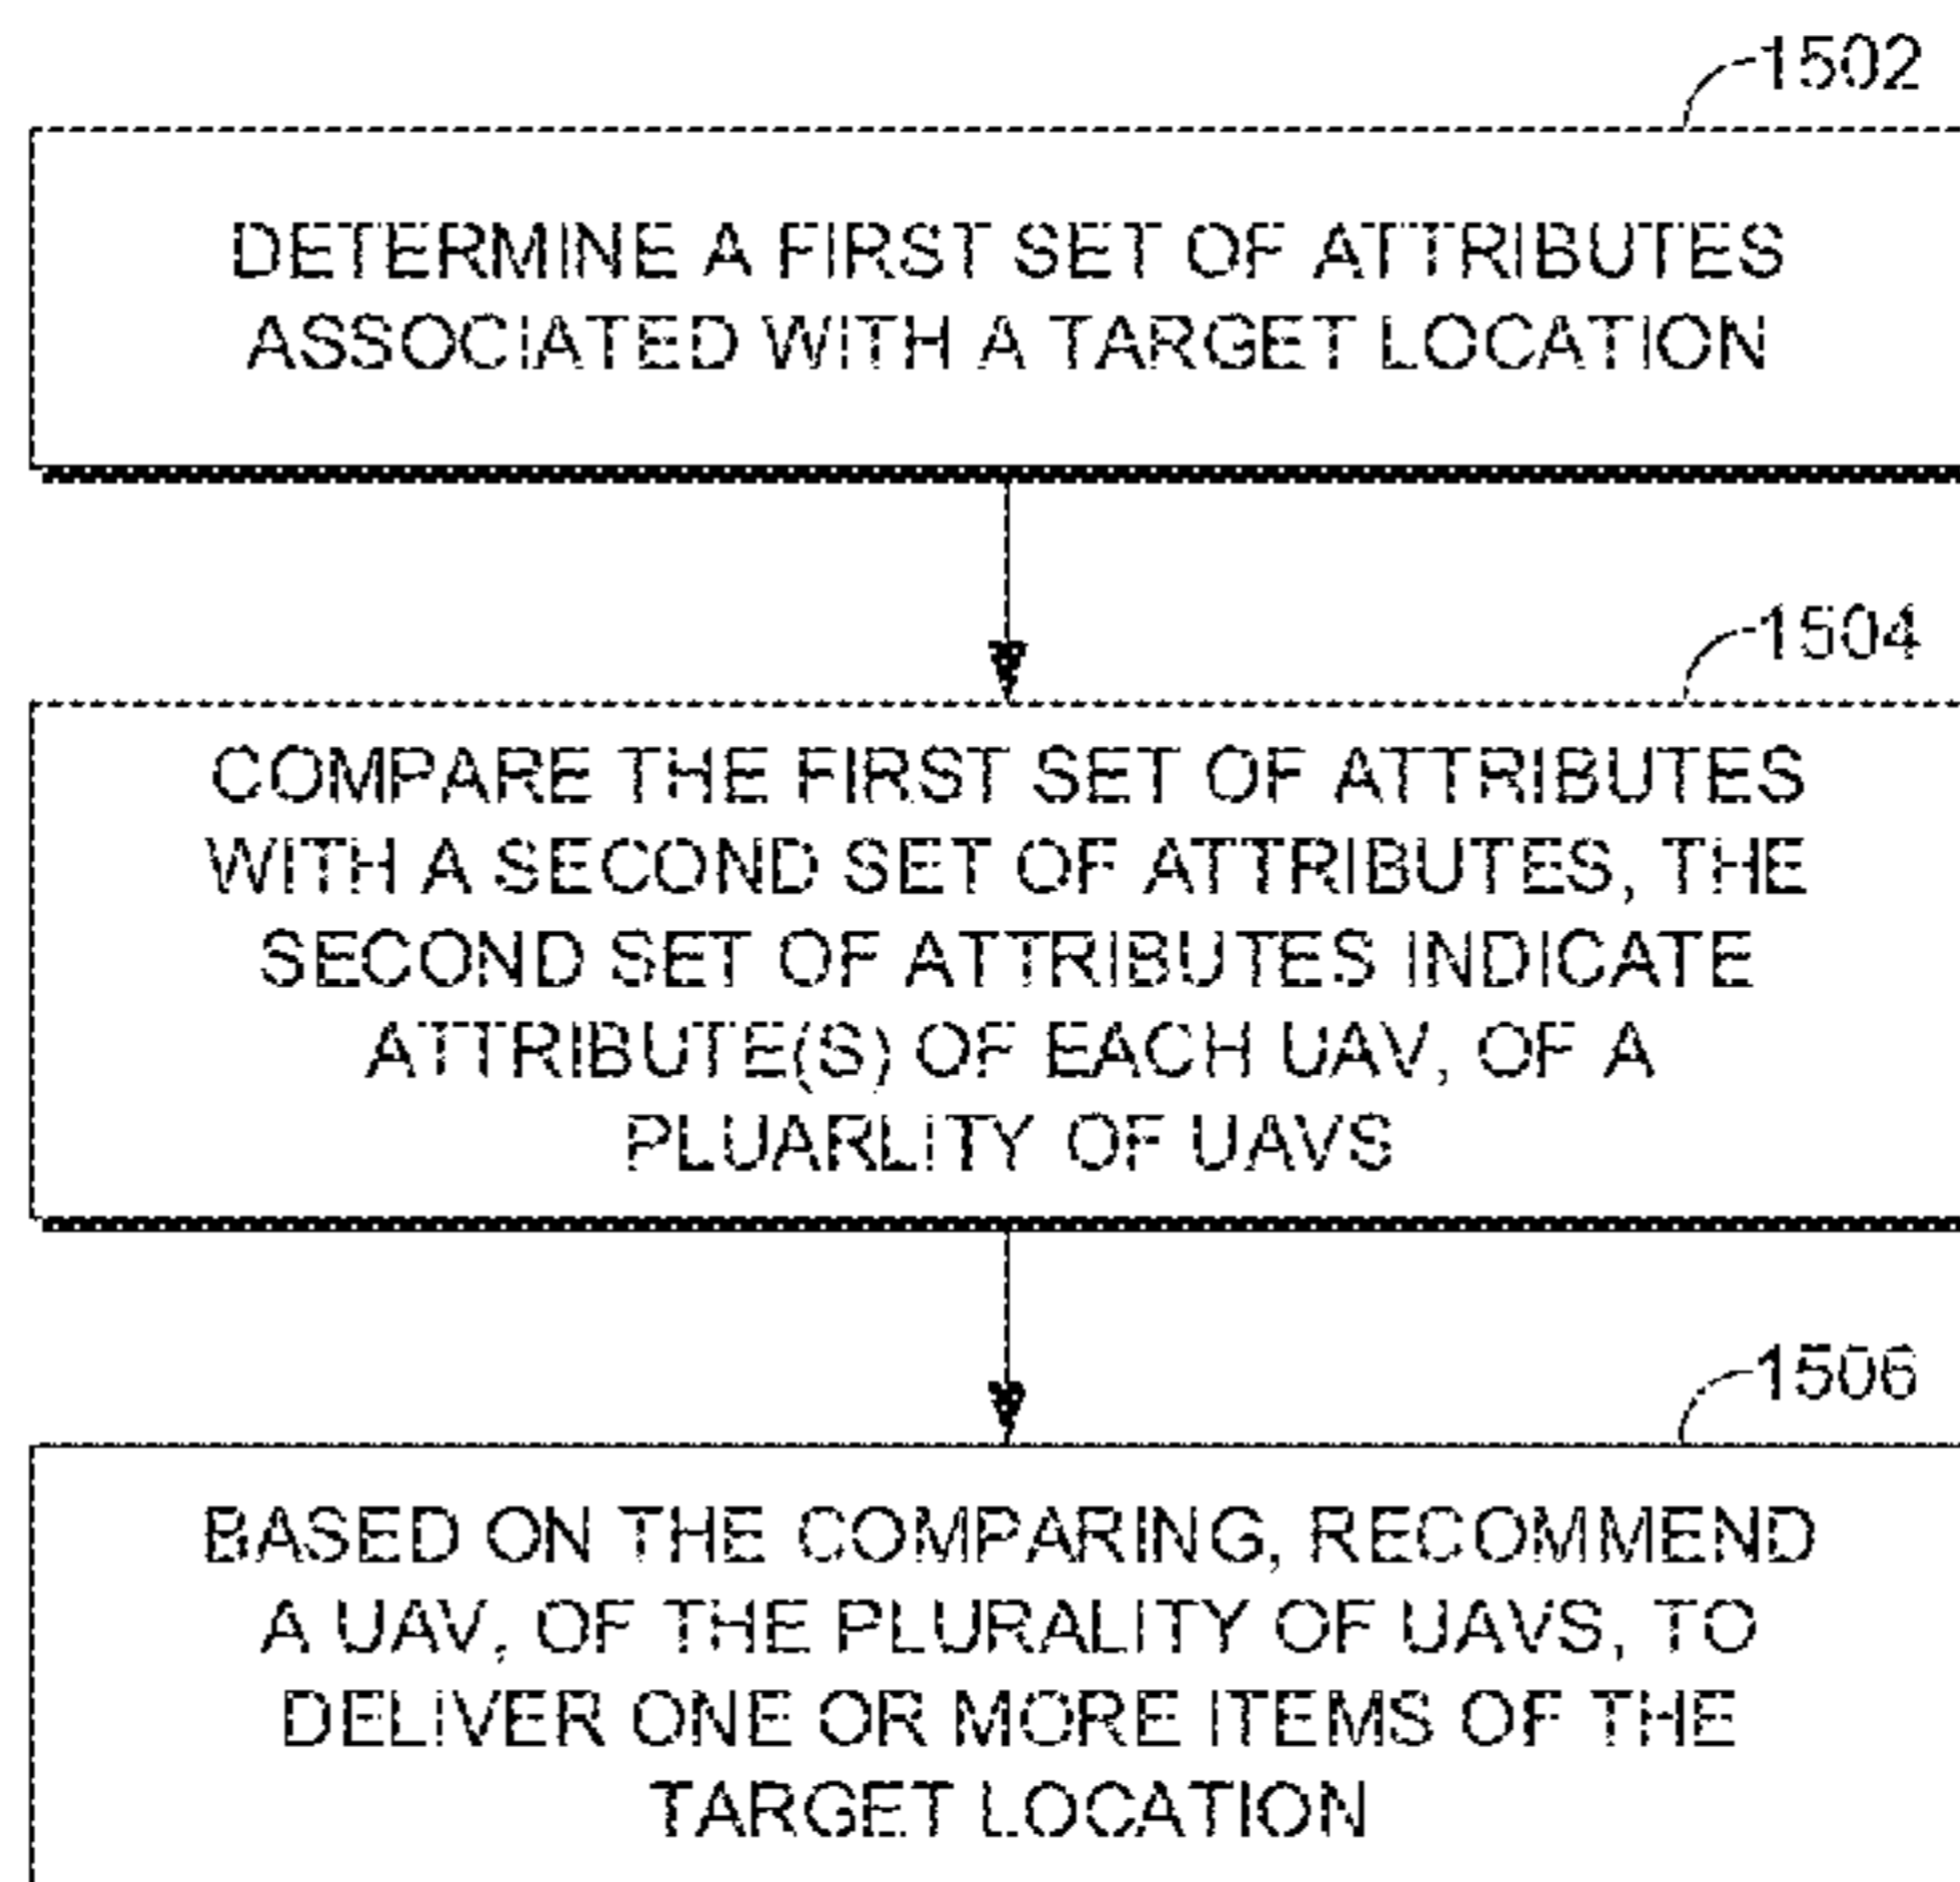 1502
DETERMINE A FIRST SET OF ATTRIBUTES
ASSOCIATED WITH A TARGET LOCATION
1504
COMPARE THE FIRST SET OF ATTRIBUTES
WITH A SECOND SET OF ATTRIBUTES, THE
SECOND SET OF ATTRIBUTES INDICATE
ATTRIBUTE(S) OF EACH UAV, OF A
PLUARLITY OF UAVS
1506
BASED ON THE COMPARING, RECOMMEND
A UAV, OF THE PLURALITY OF UAVS, TO
DELIVER ONE OR MORE ITEMS OF THE
TARGET LOCATION